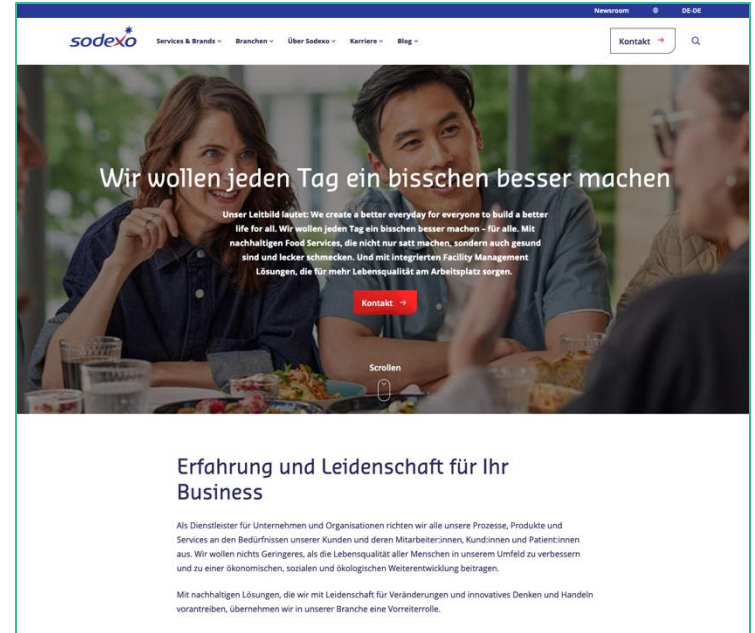 Newsroom DE-DE
sodexo Services & Brands Branchen Über Sodexo Karriere Blog Kontakt →
Wir wollen jeden Tag ein bisschen besser machen
Unser Leitbild lautet: We create a better everyday for everyone to build a better
life for all. Wir wollen jeden Tag ein bisschen besser machen – für alle. Mit
nachhaltigen Food Services, die nicht nur satt machen, sondern auch gesund
sind und lecker schmecken. Und mit integrierten Facility Management
Lösungen, die für mehr Lebensqualität am Arbeitsplatz sorgen.
Kontakt →
Scrollen
Erfahrung und Leidenschaft für Ihr
Business
Als Dienstleister für Unternehmen und Organisationen richten wir alle unsere Prozesse, Produkte und
Services an den Bedürfnissen unserer Kunden und deren Mitarbeiter:innen, Kund:innen und Patient:innen
aus. Wir wollen nichts Geringeres, als die Lebensqualität aller Menschen in unserem Umfeld zu verbessern
und zu einer ökonomischen, sozialen und ökologischen Weiterentwicklung beitragen.
Mit nachhaltigen Lösungen, die wir mit Leidenschaft für Veränderungen und innovatives Denken und Handeln
vorantreiben, übernehmen wir in unserer Branche eine Vorreiterrolle.